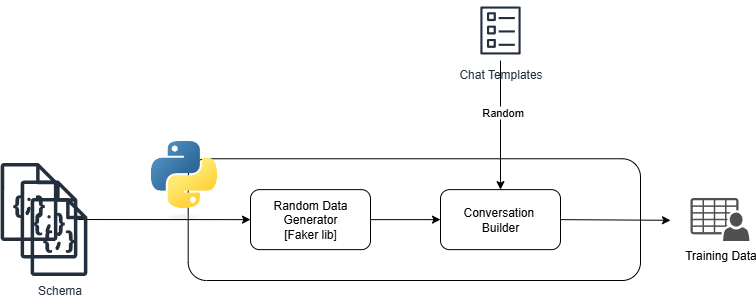 Chat Templates
Random
Random Data
Generator
[Faker lib]
Conversation
Builder
{;}
{;}
{;}
Schema
Training Data